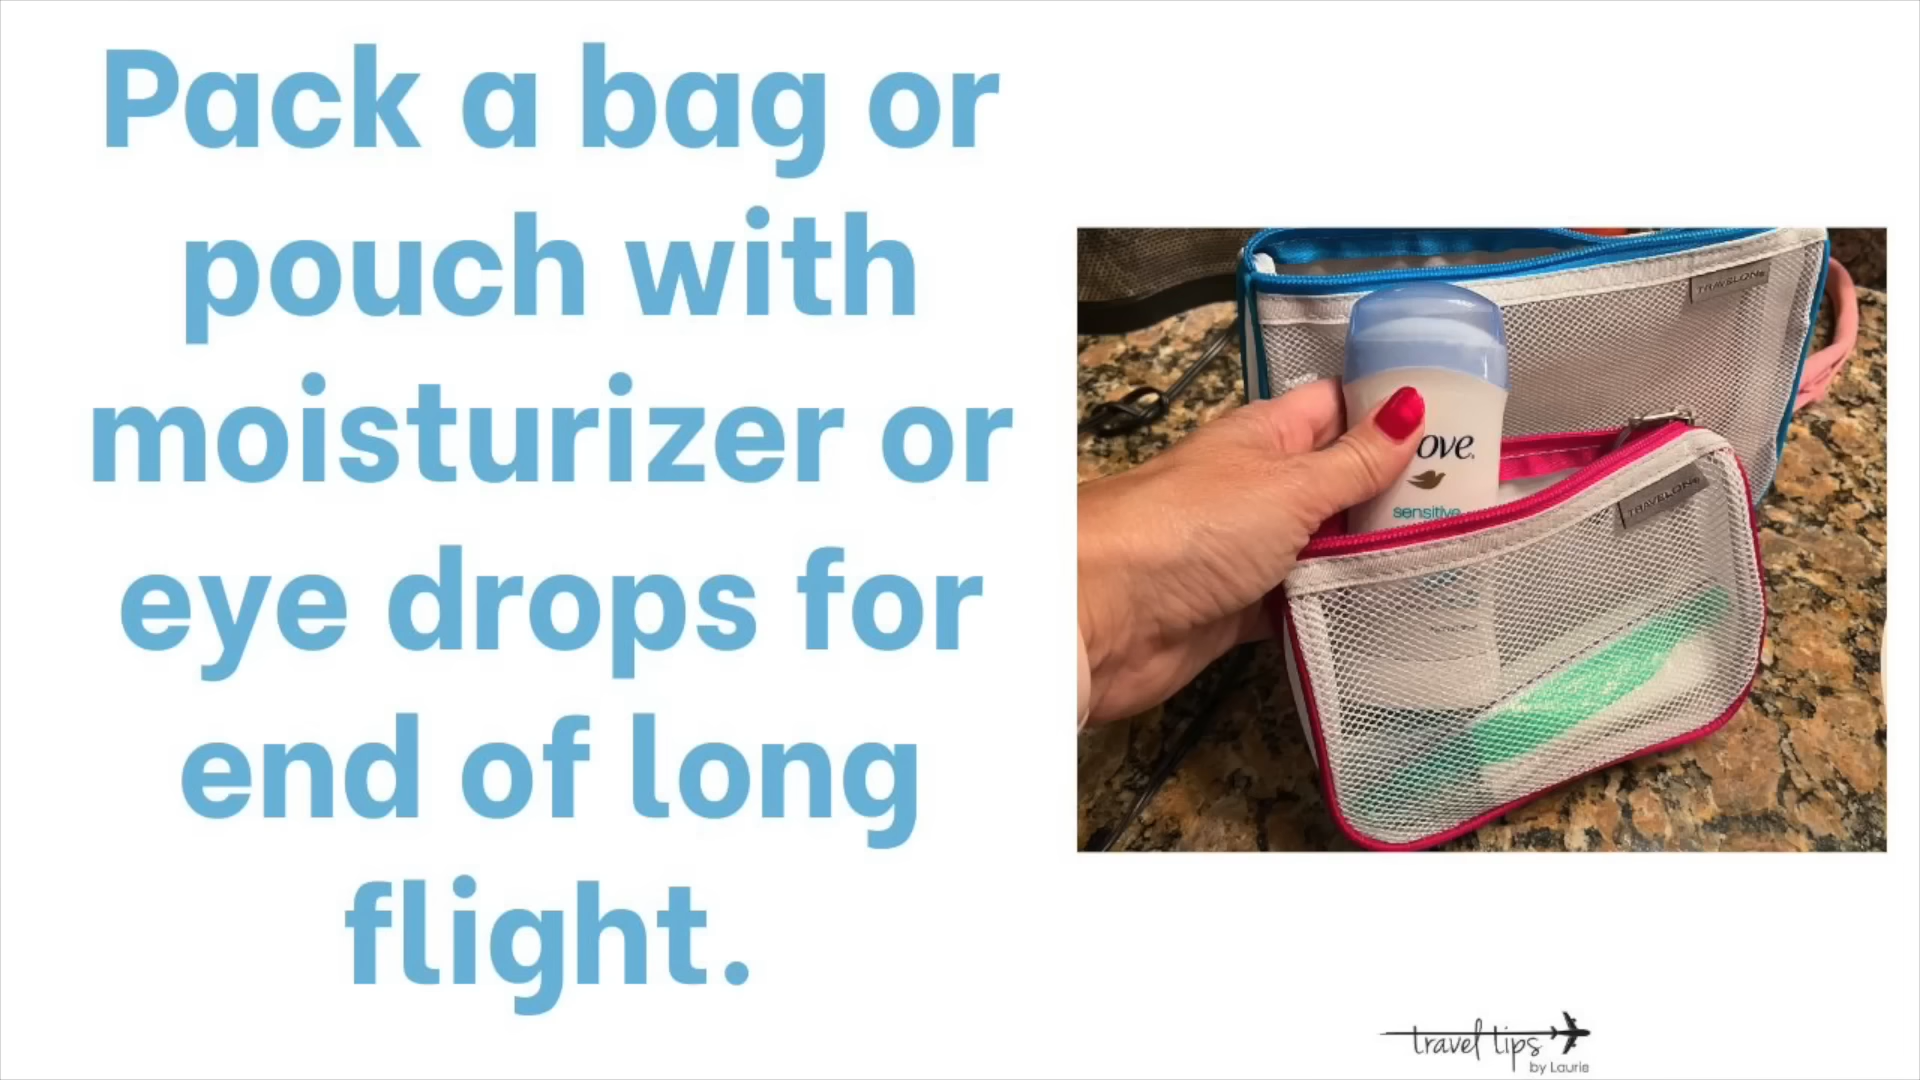 Pack a bag or
pouch with
moisturizer or
eye drops for
end of long
flight.
TRAVELON
ove
sensitive
TRAVELON
travel tips
by Laurie